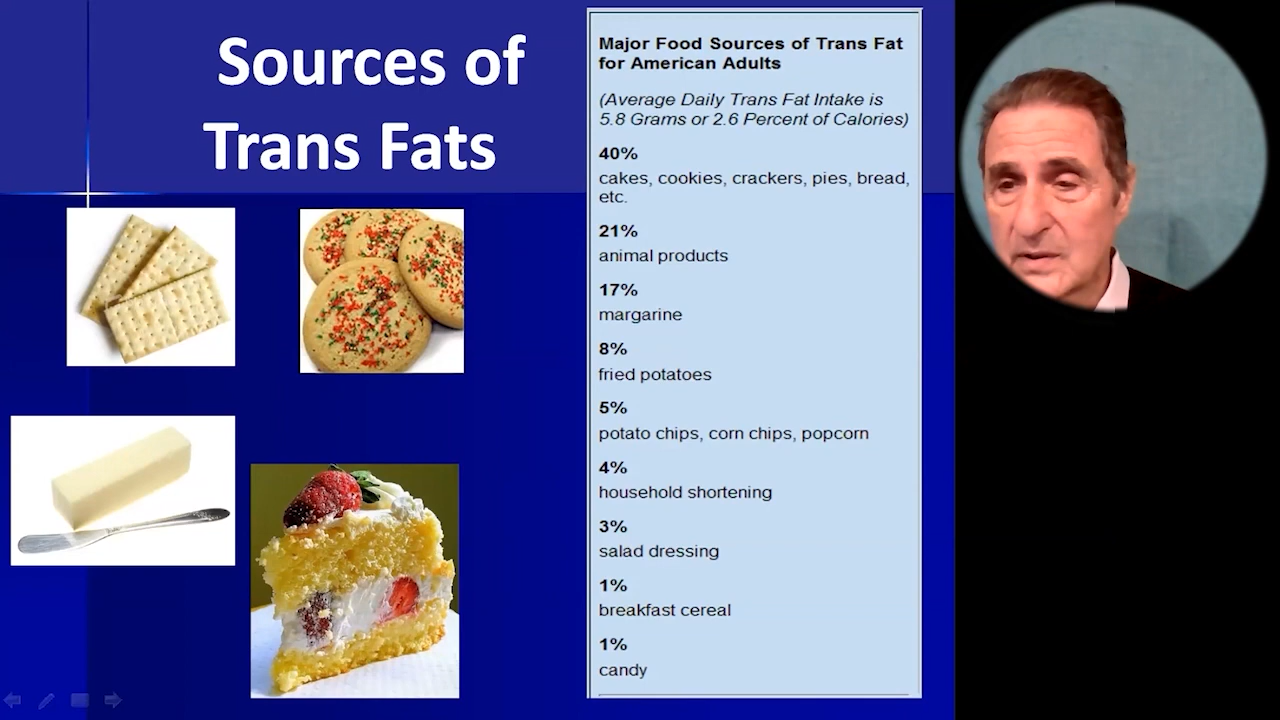 Sources of
Trans Fats
Major Food Sources of Trans Fat
for American Adults
(Average Daily Trans Fat Intake is
5.8 Grams or 2.6 Percent of Calories)
40%
cakes, cookies, crackers, pies, bread,
etc.
21%
animal products
17%
margarine
8%
fried potatoes
5%
potato chips, corn chips, popcorn
4%
household shortening
3%
salad dressing
1%
breakfast cereal
1%
candy